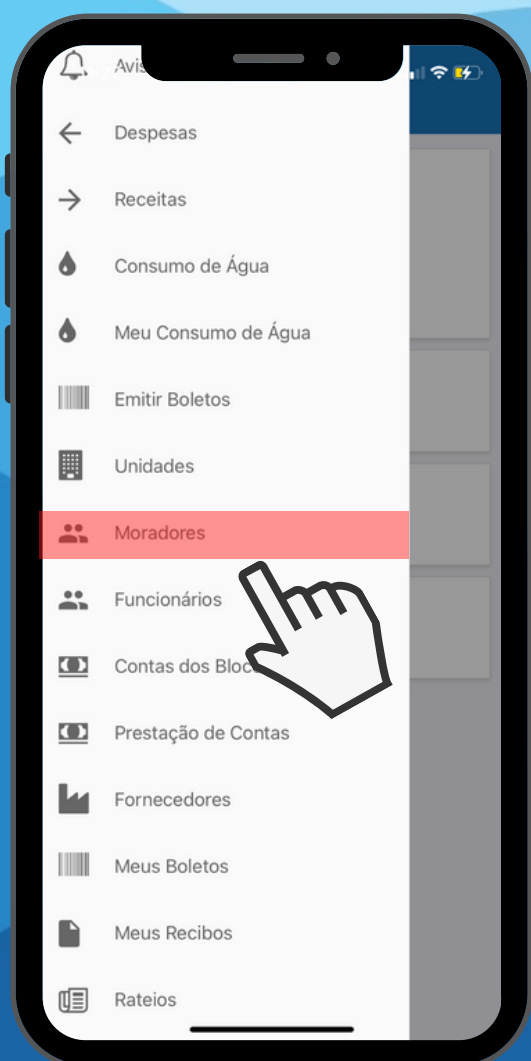 Despesas
Receitas
Consumo de Água
Meu Consumo de Água
Emitir Boletos
Unidades
Moradores
Funcionários
Contas dos
Prestação de Contas
Fornecedores
Meus Boletos
Meus Recibos
Rateios